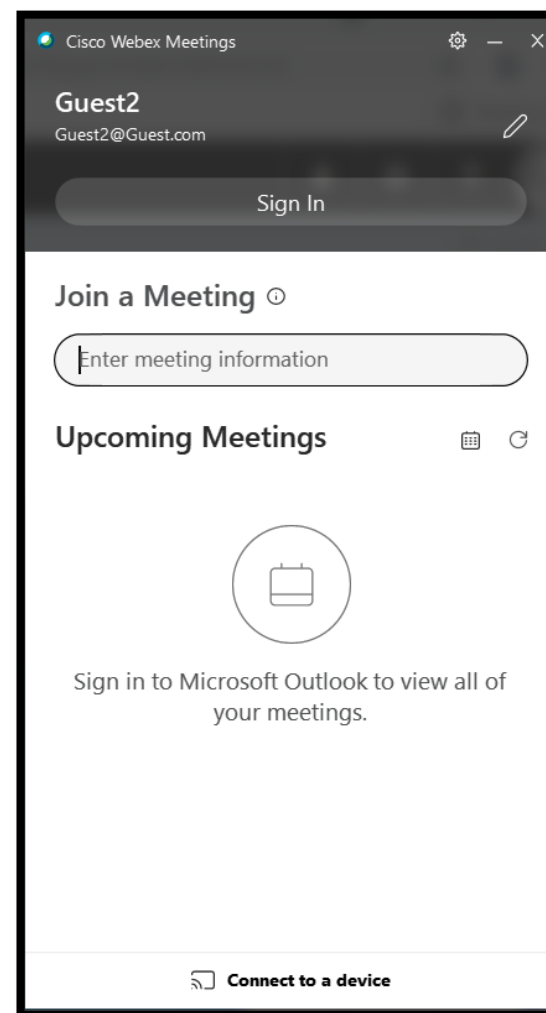 Cisco Webex Meetings
Guest2
Guest2@Guest.com
Sign In
Join a Meeting
Enter meeting information
Upcoming Meetings
Sign in to Microsoft Outlook to view all of
your meetings.
Connect to a device